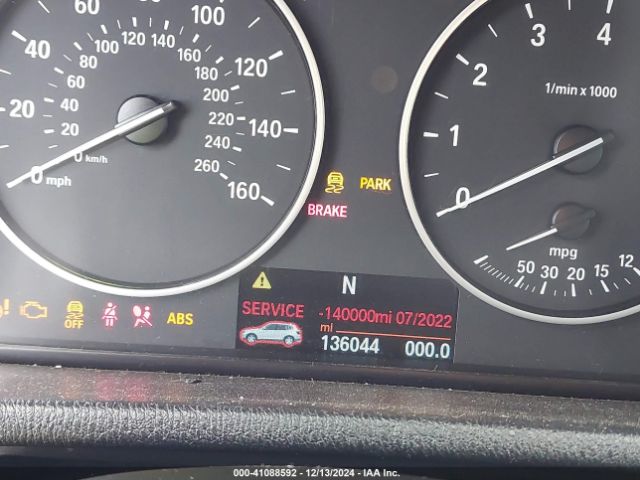 60 80 100
40 120
20 140
0 mph 160
0 km/h 20 40 60 80 100 120 140 160 180 200 220 240 260
0 1 2 3 4
1/min x 1000
mpg
50 30 20 15 12
PARK
BRAKE
OFF
ABS
N
SERVICE -140000mi 07/2022
mi
136044 000.0
000-41088592 - 12/13/2024 - IAA Inc.